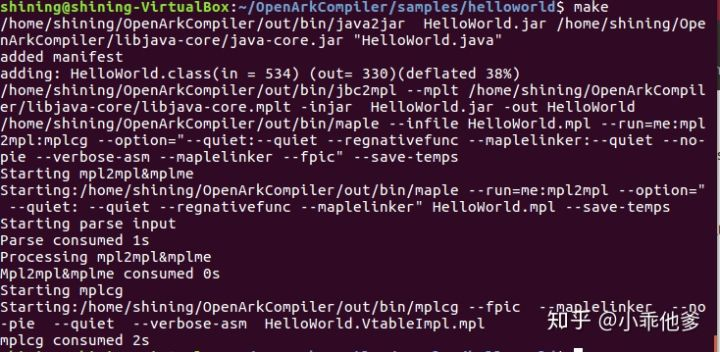 shining@shining-VirtualBox:~/OpenArkCompiler/samples/helloworld$ make
/home/shining/OpenArkCompiler/out/bin/java2jar  HelloWorld.jar /home/shining/Op
enArkCompiler/libjava-core/java-core.jar "HelloWorld.java"
added manifest
adding: HelloWorld.class(in = 534) (out= 330)(deflated 38%)
/home/shining/OpenArkCompiler/out/bin/jbc2mpl --mplt /home/shining/OpenArkCompil
er/libjava-core/libjava-core.mplt -injar  HelloWorld.jar -out HelloWorld
/home/shining/OpenArkCompiler/out/bin/maple --infile HelloWorld.mpl --run=me:mpl
2mpl:mplcg --option="--quiet:--quiet --regnativefunc --maplelinker:--quiet --no-
pie --verbose-asm --maplelinker --fpic" --save-temps
Starting mpl2mpl&mplme
Starting:/home/shining/OpenArkCompiler/out/bin/maple --run=me:mpl2mpl --option="
 --quiet: --quiet --regnativefunc --maplelinker" HelloWorld.mpl --save-temps
Starting parse input
Parse consumed 1s
Processing mpl2mpl&mplme
Mpl2mpl&mplme consumed 0s
Starting mplcg
Starting:/home/shining/OpenArkCompiler/out/bin/mplcg --fpic  --maplelinker  --no
-pie  --quiet  --verbose-asm  HelloWorld.VtableImpl.mpl
mplcg consumed 2s
知乎 @小乖他爹